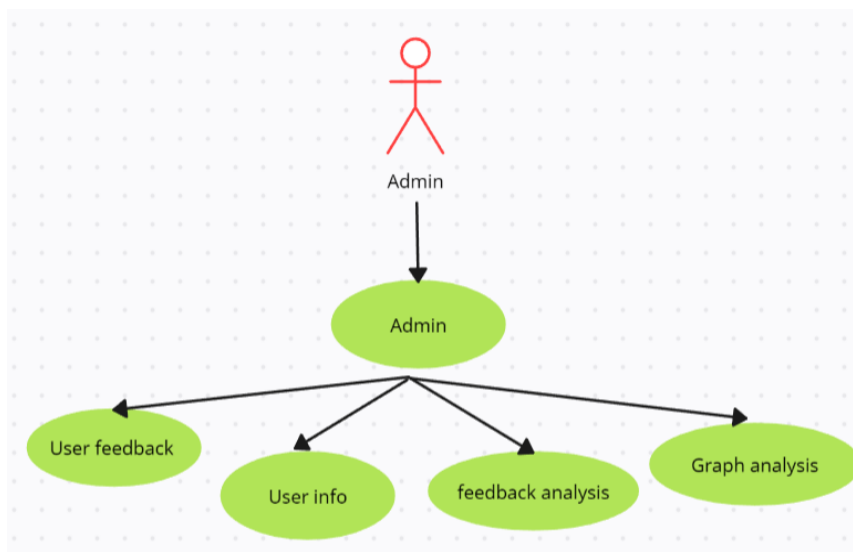 Admin
Admin
User feedback
User info
feedback analysis
Graph analysis